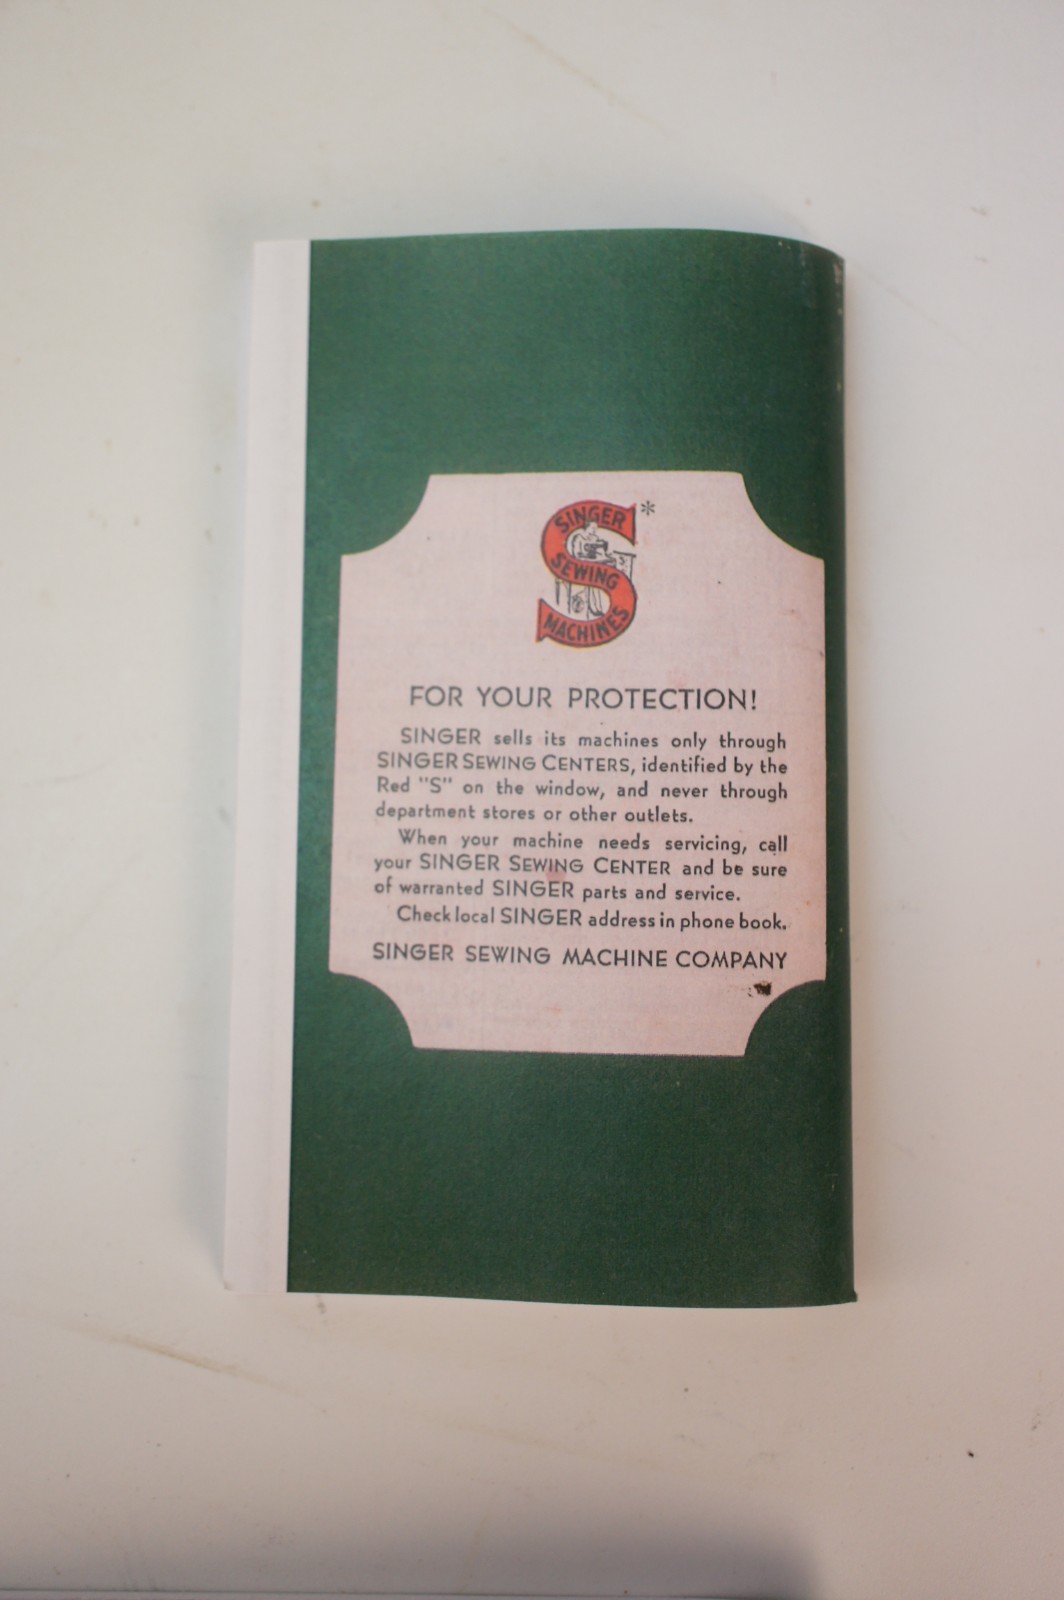 SINGER
SEWING
MACHINES
*
FOR YOUR PROTECTION!
SINGER sells its machines only through
SINGER SEWING CENTERS, identified by the
Red "S" on the window, and never through
department stores or other outlets.
When your machine needs servicing, call
your SINGER SEWING CENTER and be sure
of warranted SINGER parts and service.
Check local SINGER address in phone book.
SINGER SEWING MACHINE COMPANY